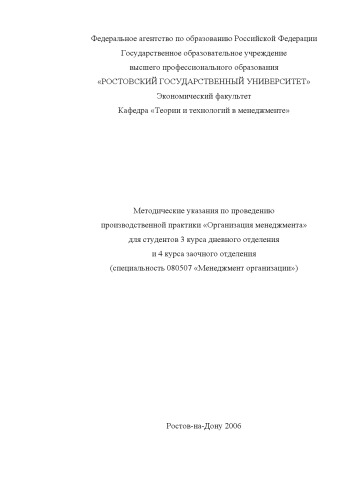 Федеральное агентство по образованию Российской Федерации
Государственное образовательное учреждение
высшего профессионального образования
«РОСТОВСКИЙ ГОСУДАРСТВЕННЫЙ УНИВЕРСИТЕТ»
Экономический факультет
Кафедра «Теории и технологий в менеджменте»
Методические указания по проведению
производственной практики «Организация менеджмента»
для студентов 3 курса дневного отделения
и 4 курса заочного отделения
(специальность 080507 «Менеджмент организации»)
Ростов-на-Дону 2006